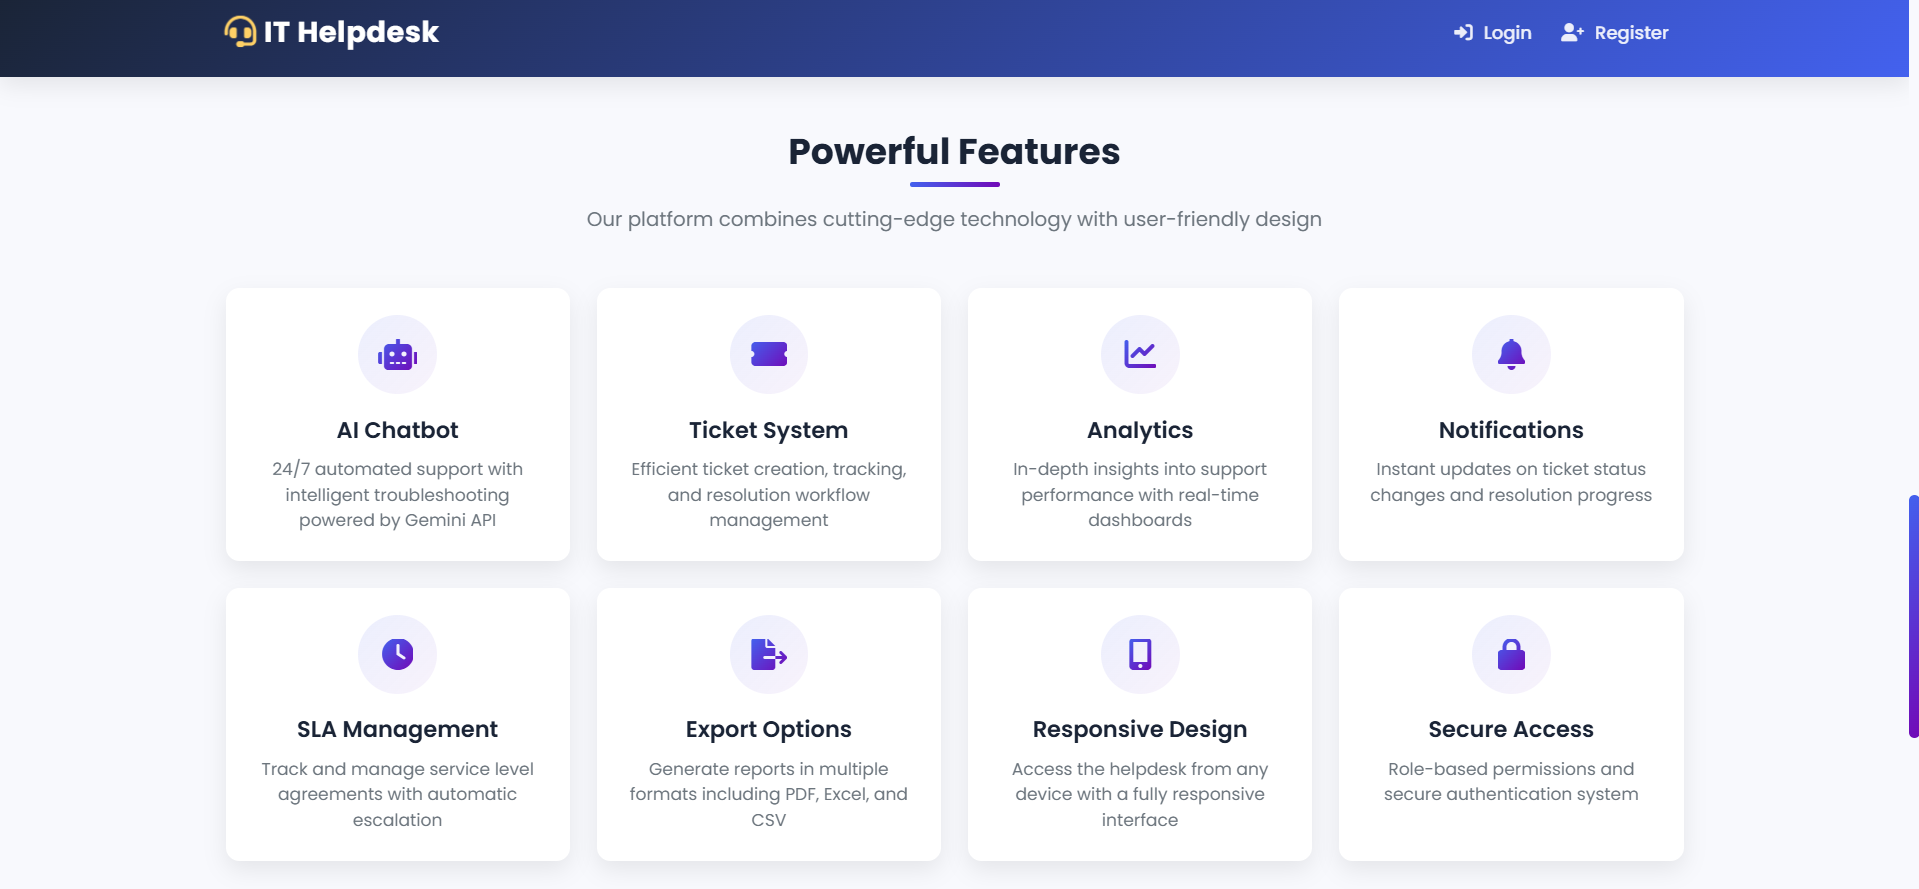 IT Helpdesk
Login
Register
Powerful Features
Our platform combines cutting-edge technology with user-friendly design
AI Chatbot
24/7 automated support with
intelligent troubleshooting
powered by Gemini API
Ticket System
Efficient ticket creation, tracking,
and resolution workflow
management
Analytics
In-depth insights into support
performance with real-time
dashboards
Notifications
Instant updates on ticket status
changes and resolution progress
SLA Management
Track and manage service level
agreements with automatic
escalation
Export Options
Generate reports in multiple
formats including PDF, Excel, and
CSV
Responsive Design
Access the helpdesk from any
device with a fully responsive
interface
Secure Access
Role-based permissions and
secure authentication system